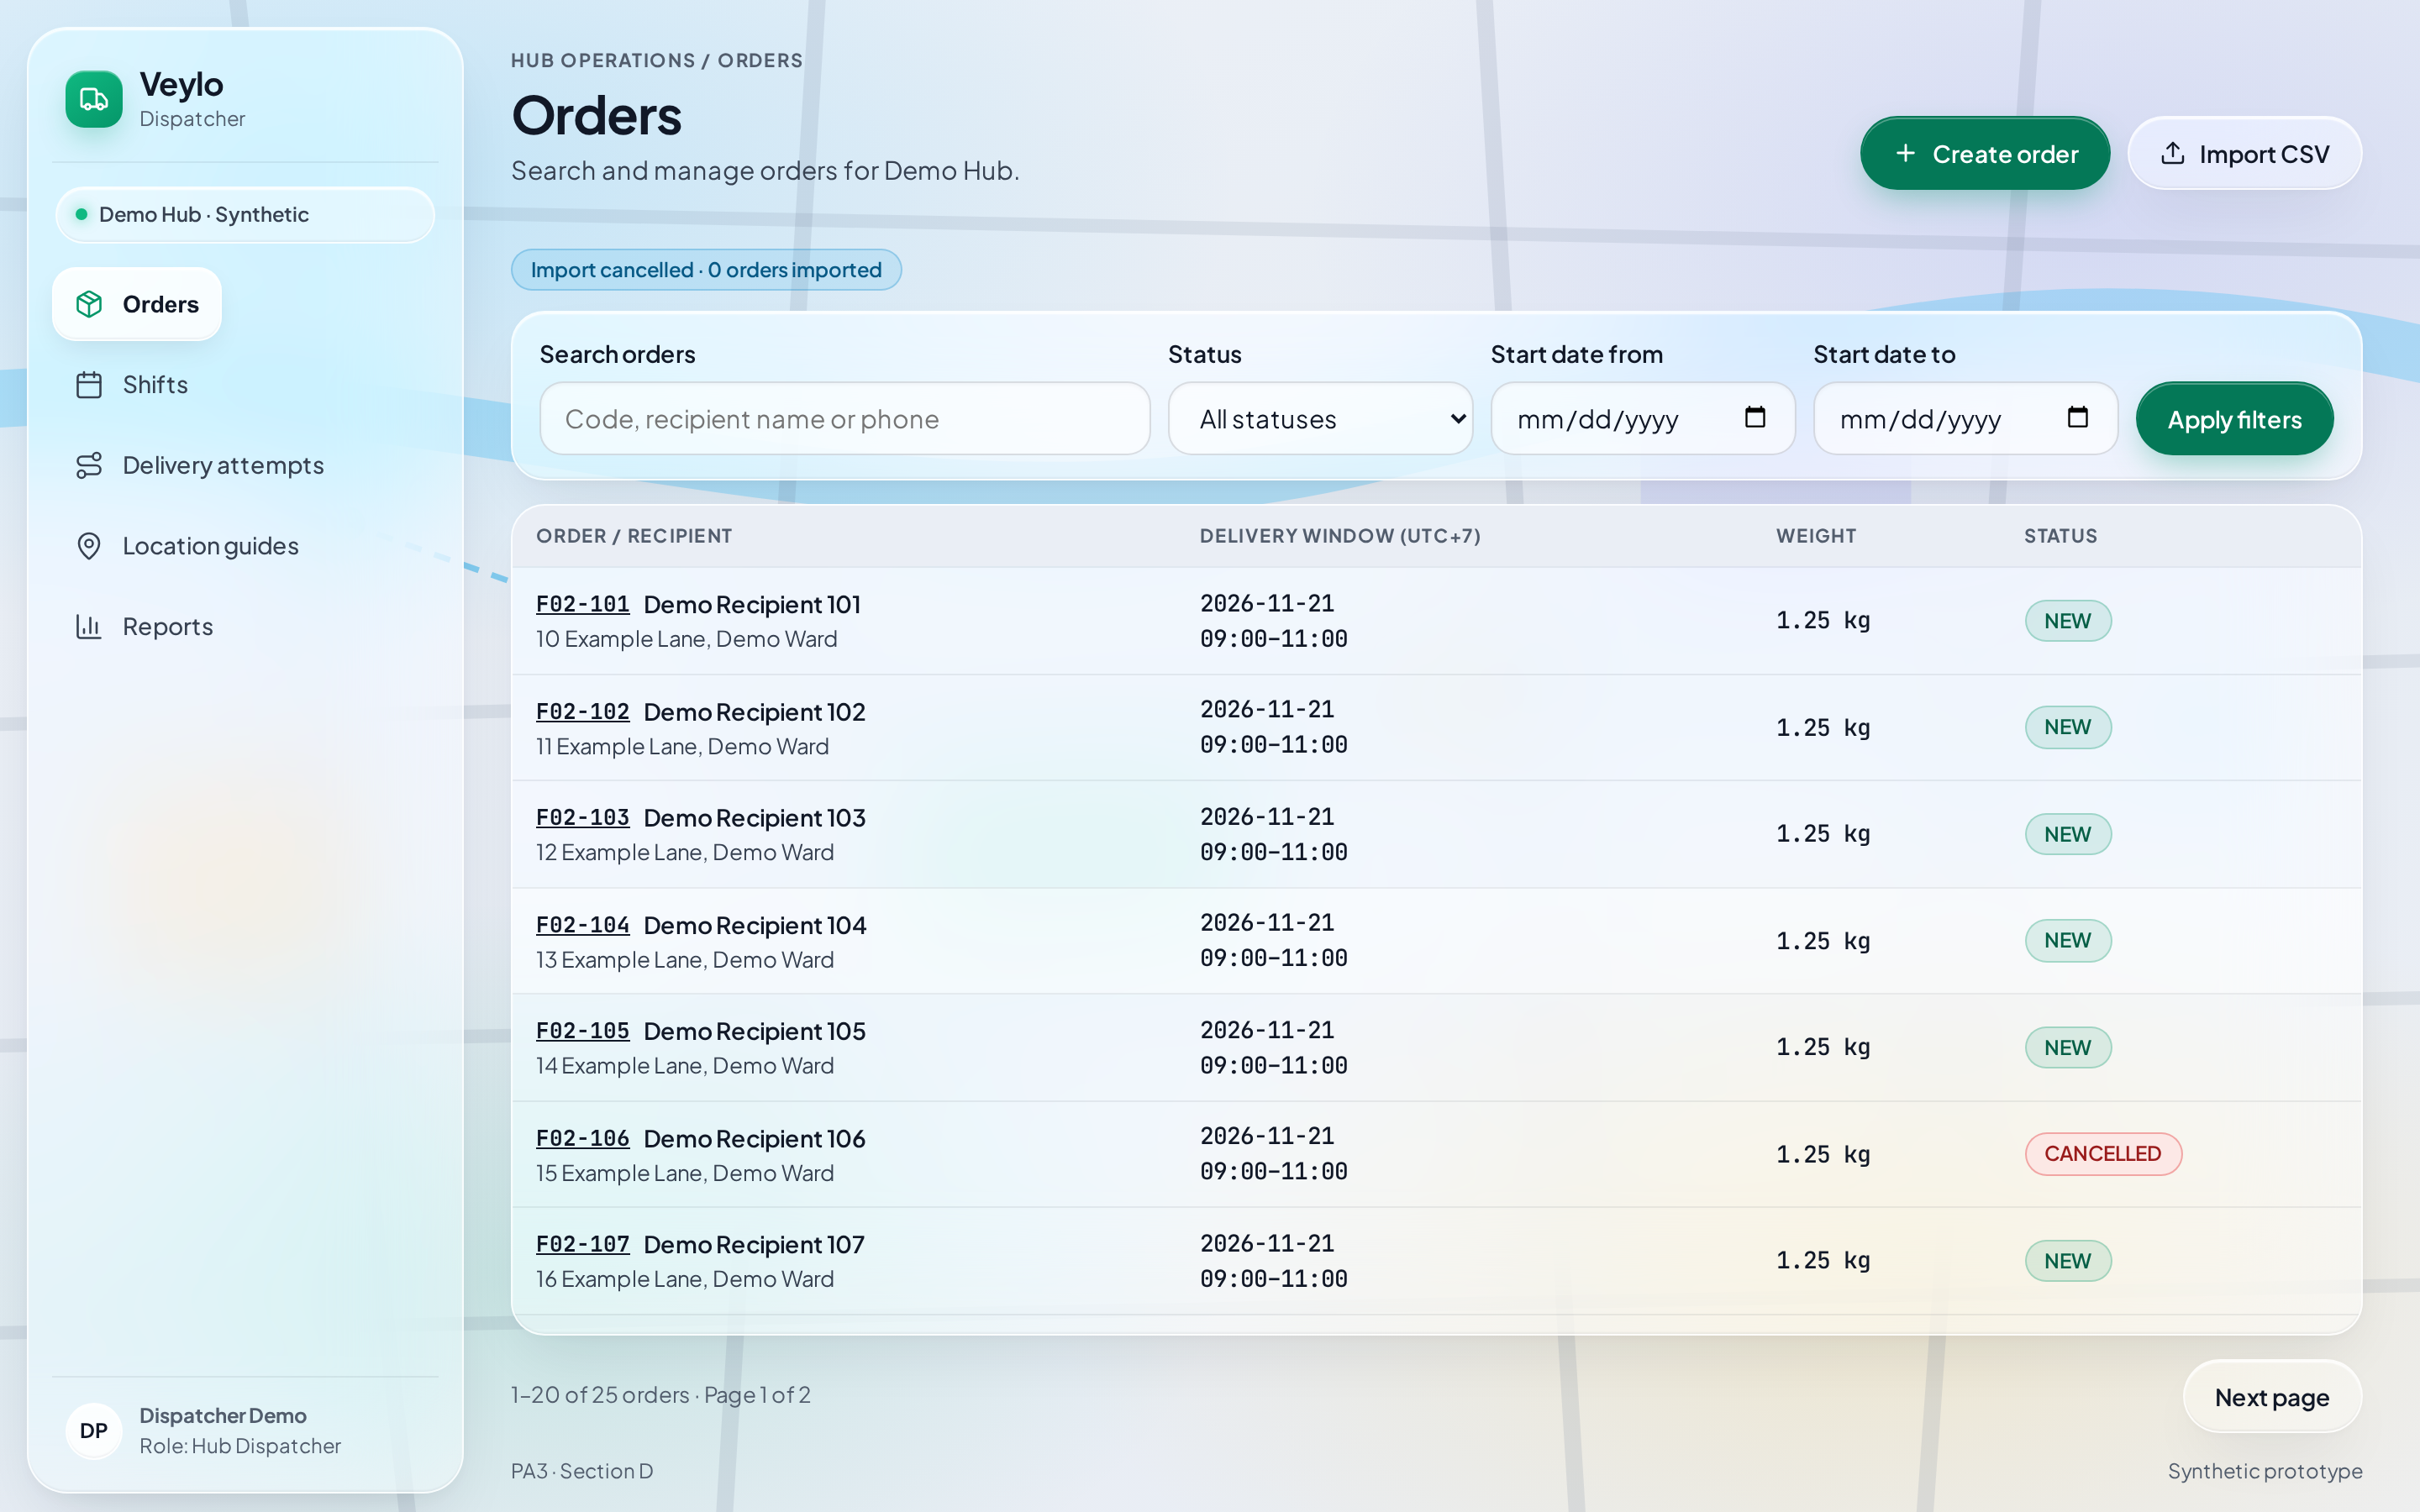 Veylo
Dispatcher
Demo Hub · Synthetic
Orders
Shifts
Delivery attempts
Location guides
Reports
DP
Dispatcher Demo
Role: Hub Dispatcher
HUB OPERATIONS / ORDERS
Orders
Search and manage orders for Demo Hub.
Create order
Import CSV
Import cancelled · 0 orders imported
Search orders
Status
Start date from
Start date to
Code, recipient name or phone
All statuses
mm/dd/yyyy
mm/dd/yyyy
Apply filters
ORDER / RECIPIENT
DELIVERY WINDOW (UTC+7)
WEIGHT
STATUS
F02-101 Demo Recipient 101
10 Example Lane, Demo Ward
2026-11-21
09:00–11:00
1.25 kg
NEW
F02-102 Demo Recipient 102
11 Example Lane, Demo Ward
2026-11-21
09:00–11:00
1.25 kg
NEW
F02-103 Demo Recipient 103
12 Example Lane, Demo Ward
2026-11-21
09:00–11:00
1.25 kg
NEW
F02-104 Demo Recipient 104
13 Example Lane, Demo Ward
2026-11-21
09:00–11:00
1.25 kg
NEW
F02-105 Demo Recipient 105
14 Example Lane, Demo Ward
2026-11-21
09:00–11:00
1.25 kg
NEW
F02-106 Demo Recipient 106
15 Example Lane, Demo Ward
2026-11-21
09:00–11:00
1.25 kg
CANCELLED
F02-107 Demo Recipient 107
16 Example Lane, Demo Ward
2026-11-21
09:00–11:00
1.25 kg
NEW
1–20 of 25 orders · Page 1 of 2
Next page
PA3 · Section D
Synthetic prototype